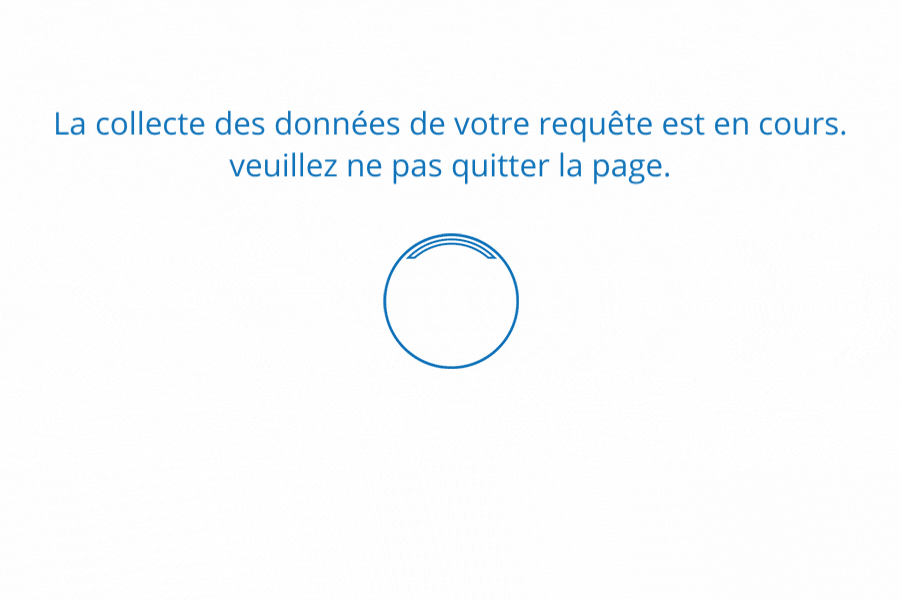 La collecte des données de votre requête est en cours.
veuillez ne pas quitter la page.